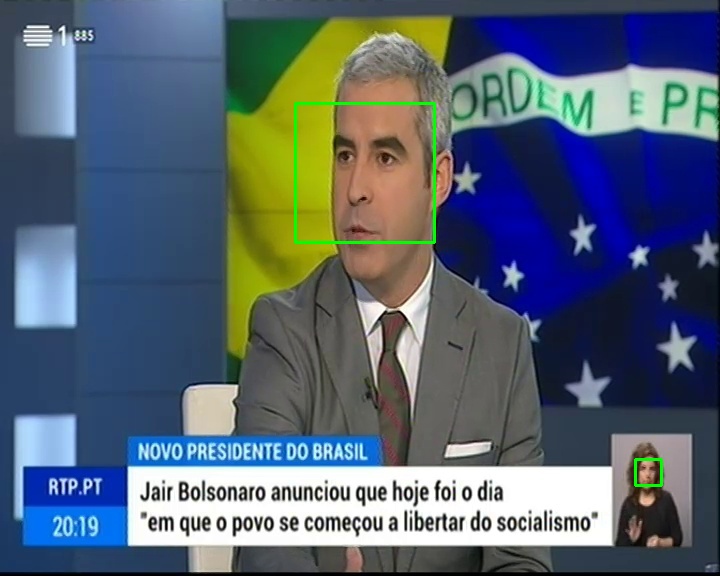 1 885
ORDEM E PR
NOVO PRESIDENTE DO BRASIL
RTP.PT
Jair Bolsonaro anunciou que hoje foi o dia
20:19
"em que o povo se começou a libertar do socialismo"